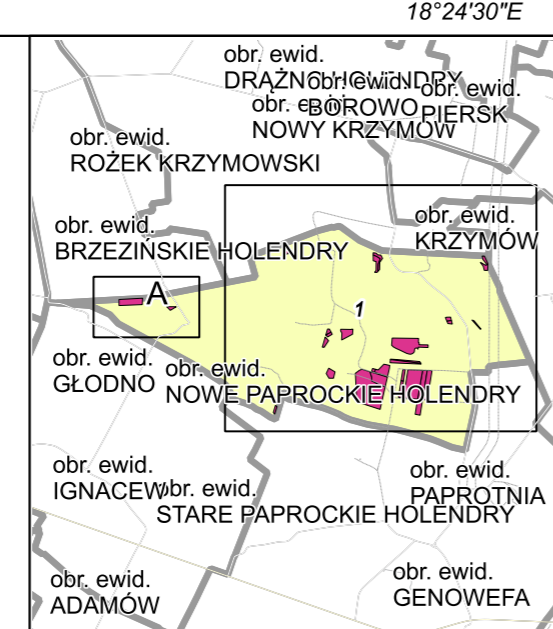 18°24'30"E
obr. ewid.
DRĄŻNO HOLENDRY
obr. ewid.
BOROWO
obr. ewid.
PIERSK
obr. ewid.
NOWY KRZYMÓW
obr. ewid.
ROŻEK KRZYMOWSKI
obr. ewid.
KRZYMÓW
obr. ewid.
BRZEZIŃSKIE HOLENDRY
A
1
obr. ewid.
GŁODNO
obr. ewid.
NOWE PAPROCKIE HOLENDRY
obr. ewid.
IGNACEW
obr. ewid.
STARE PAPROCKIE HOLENDRY
obr. ewid.
PAPROTNIA
obr. ewid.
ADAMÓW
obr. ewid.
GENOWEFA